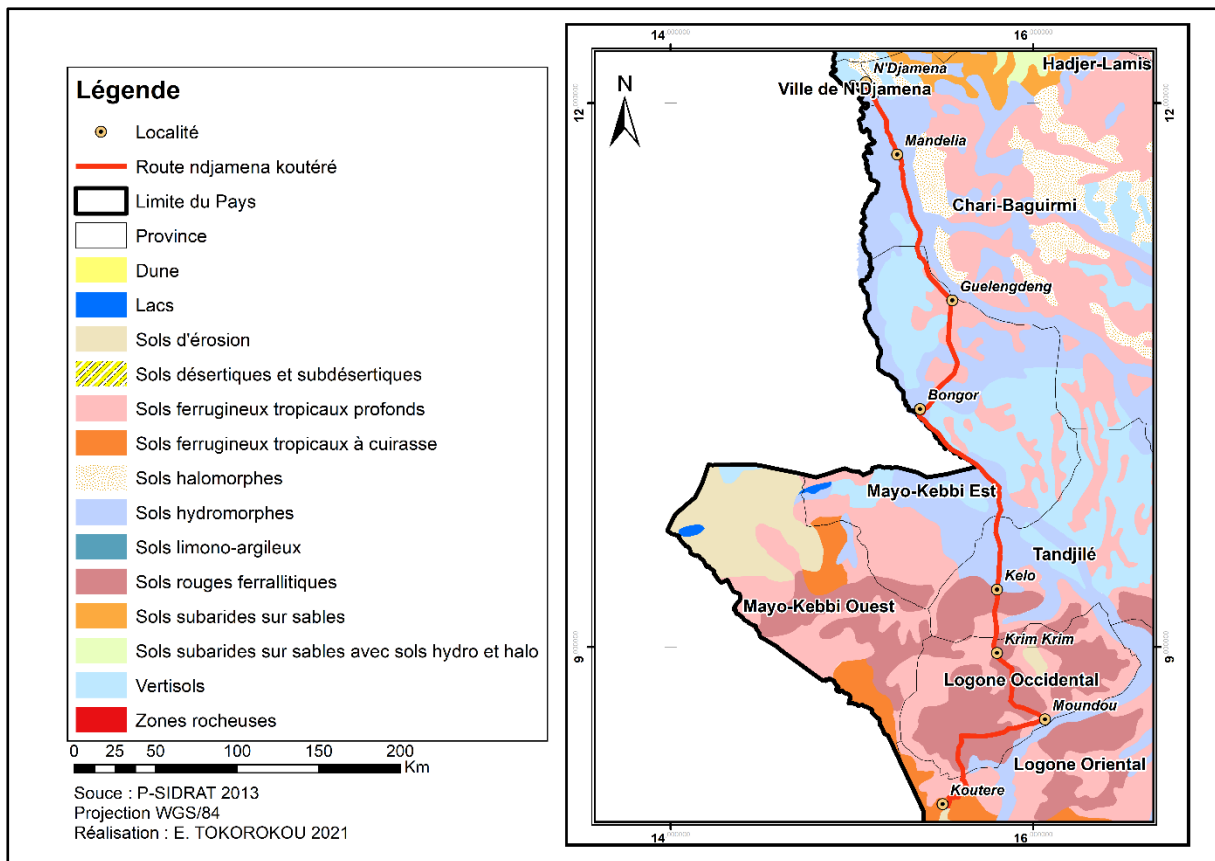 Légende
Localité
Route ndjamena koutéré
Limite du Pays
Province
Dune
Lacs
Sols d'érosion
Sols désertiques et subdésertiques
Sols ferrugineux tropicaux profonds
Sols ferrugineux tropicaux à cuirasse
Sols halomorphes
Sols hydromorphes
Sols limono-argileux
Sols rouges ferrallitiques
Sols subarides sur sables
Sols subarides sur sables avec sols hydro et halo
Vertisols
Zones rocheuses
0 25 50 100 150 200
Km
Souce : P-SIDRAT 2013
Projection WGS/84
Réalisation : E. TOKOROKOU 2021
14 000000 16 000000
N
N'Djamena
Hadjer-Lamis
Ville de N'Djamena
12 12
Mandelia
Chari-Baguirmi
Guelengdeng
Bongor
Mayo-Kebbi Est
Tandjilé
Kelo
Mayo-Kebbi Ouest
Krim Krim
9 9
Logone Occidental
Moundou
Logone Oriental
Koutere
14 000000 16 000000